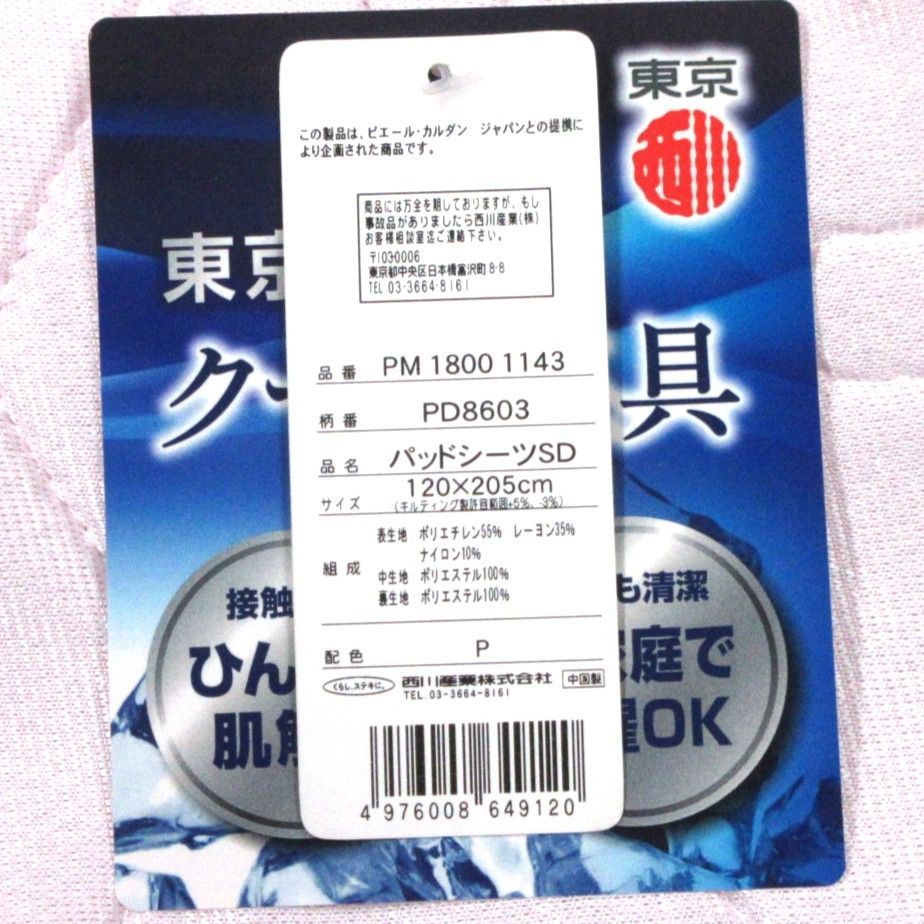 東京
西川
この製品は、ピエール・カルダン ジャパンとの提携に
より企画された商品です。
商品には万全を期しておりますが、もし
事故品がありましたら西川産業(株)
お客様相談室迄ご連絡下さい。
〒103-0006
東京都中央区日本橋富沢町8-8
TEL 03-3664-8161
東京
ク
具
品番 PM 1800 1143
柄番 PD8603
品名 パッドシーツSD
サイズ 120×205cm
(キルティング製許容範囲+5%、-3%)
組成 表生地:ポリエチレン55% レーヨン35%
ナイロン10%
中生地:ポリエステル100%
裏生地:ポリエステル100%
配色 P
くらし、ステキに。 西川産業株式会社 中国製
TEL.03-3664-8161
4 976008 649120
接触
ひん
肌
も清潔
庭で
OK